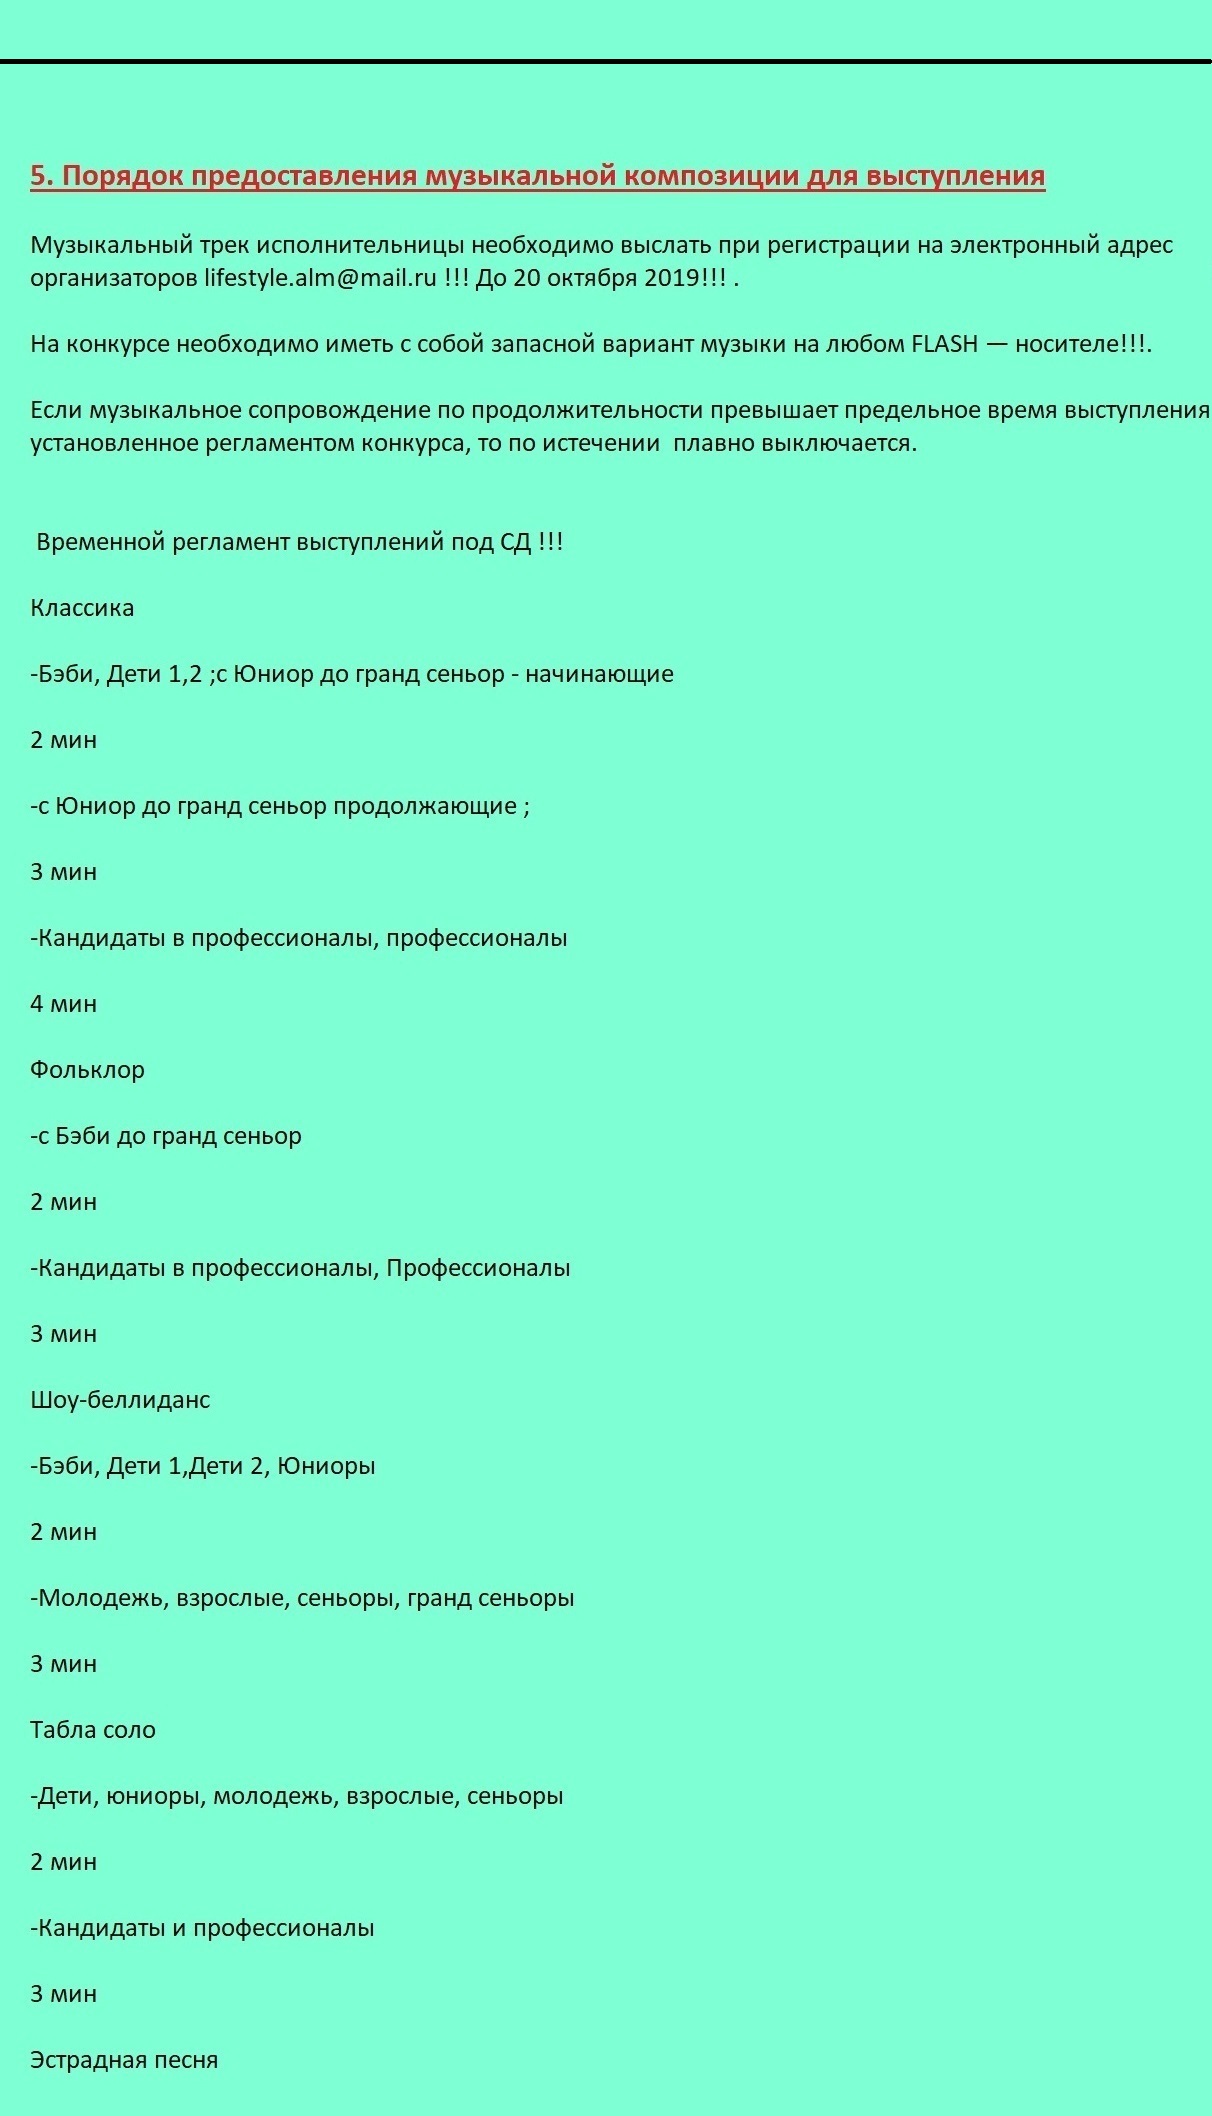 5. Порядок предоставления музыкальной композиции для выступления
Музыкальный трек исполнительницы необходимо выслать при регистрации на электронный адрес
организаторов lifestyle.alm@mail.ru !!! До 20 октября 2019!!! .
На конкурсе необходимо иметь с собой запасной вариант музыки на любом FLASH — носителе!!!.
Если музыкальное сопровождение по продолжительности превышает предельное время выступления
установленное регламентом конкурса, то по истечении  плавно выключается.
Временной регламент выступлений под СД !!!
Классика
-Бэби, Дети 1,2 ;с Юниор до гранд сеньор - начинающие
2 мин
-с Юниор до гранд сеньор продолжающие ;
3 мин
-Кандидаты в профессионалы, профессионалы
4 мин
Фольклор
-с Бэби до гранд сеньор
2 мин
-Кандидаты в профессионалы, Профессионалы
3 мин
Шоу-беллиданс
-Бэби, Дети 1,Дети 2, Юниоры
2 мин
-Молодежь, взрослые, сеньоры, гранд сеньоры
3 мин
Табла соло
-Дети, юниоры, молодежь, взрослые, сеньоры
2 мин
-Кандидаты и профессионалы
3 мин
Эстрадная песня